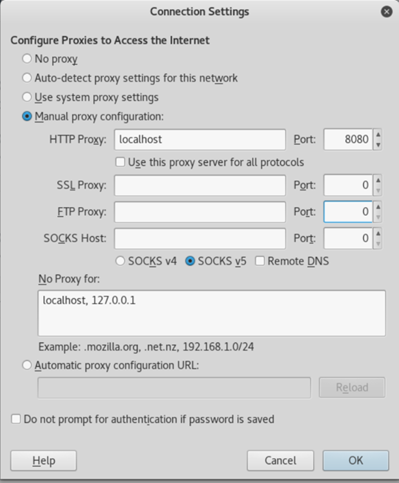 Connection Settings
Configure Proxies to Access the Internet
No proxy
Auto-detect proxy settings for this network
Use system proxy settings
Manual proxy configuration:
HTTP Proxy: localhost Port: 8080
Use this proxy server for all protocols
SSL Proxy: Port: 0
FTP Proxy: Port: 0
SOCKS Host: Port: 0
SOCKS v4 SOCKS v5 Remote DNS
No Proxy for:
localhost, 127.0.0.1
Example: .mozilla.org, .net.nz, 192.168.1.0/24
Automatic proxy configuration URL:
Reload
Do not prompt for authentication if password is saved
Help Cancel OK